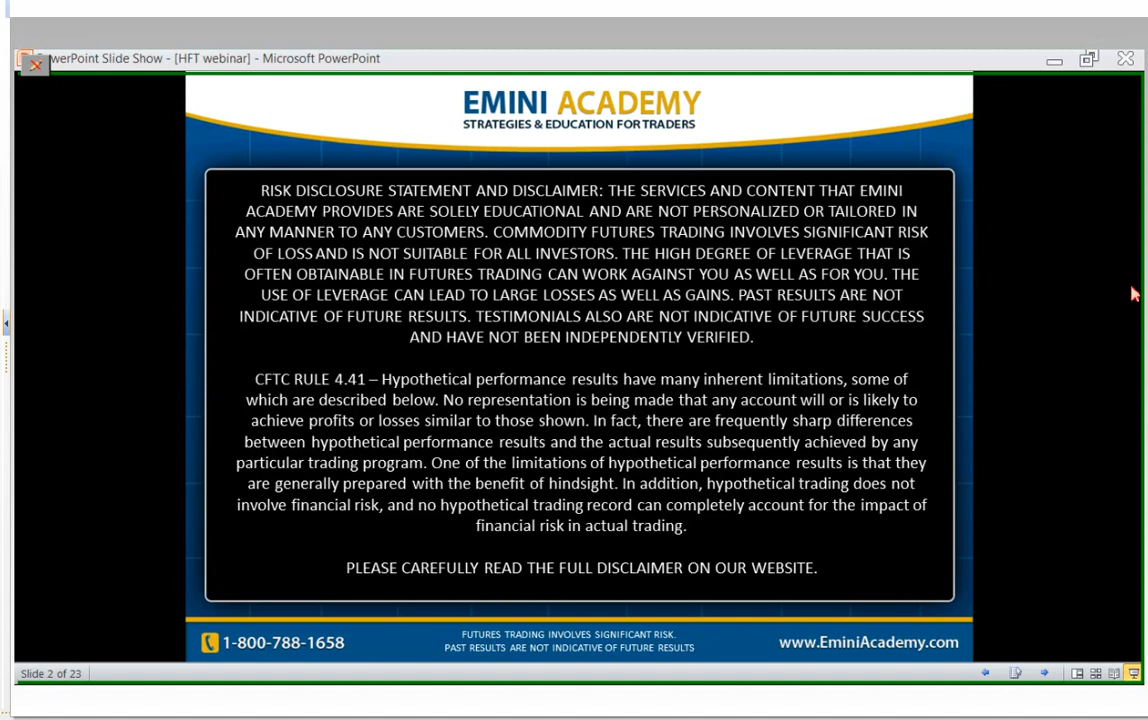 werPoint Slide Show - [HFT webinar] - Microsoft PowerPoint
EMINI ACADEMY
STRATEGIES & EDUCATION FOR TRADERS
RISK DISCLOSURE STATEMENT AND DISCLAIMER: THE SERVICES AND CONTENT THAT EMINI
ACADEMY PROVIDES ARE SOLELY EDUCATIONAL AND ARE NOT PERSONALIZED OR TAILORED IN
ANY MANNER TO ANY CUSTOMERS. COMMODITY FUTURES TRADING INVOLVES SIGNIFICANT RISK
OF LOSS AND IS NOT SUITABLE FOR ALL INVESTORS. THE HIGH DEGREE OF LEVERAGE THAT IS
OFTEN OBTAINABLE IN FUTURES TRADING CAN WORK AGAINST YOU AS WELL AS FOR YOU. THE
USE OF LEVERAGE CAN LEAD TO LARGE LOSSES AS WELL AS GAINS. PAST RESULTS ARE NOT
INDICATIVE OF FUTURE RESULTS. TESTIMONIALS ALSO ARE NOT INDICATIVE OF FUTURE SUCCESS
AND HAVE NOT BEEN INDEPENDENTLY VERIFIED.
CFTC RULE 4.41 – Hypothetical performance results have many inherent limitations, some of
which are described below. No representation is being made that any account will or is likely to
achieve profits or losses similar to those shown. In fact, there are frequently sharp differences
between hypothetical performance results and the actual results subsequently achieved by any
particular trading program. One of the limitations of hypothetical performance results is that they
are generally prepared with the benefit of hindsight. In addition, hypothetical trading does not
involve financial risk, and no hypothetical trading record can completely account for the impact of
financial risk in actual trading.
PLEASE CAREFULLY READ THE FULL DISCLAIMER ON OUR WEBSITE.
1-800-788-1658
FUTURES TRADING INVOLVES SIGNIFICANT RISK.
PAST RESULTS ARE NOT INDICATIVE OF FUTURE RESULTS
www.EminiAcademy.com
Slide 2 of 23